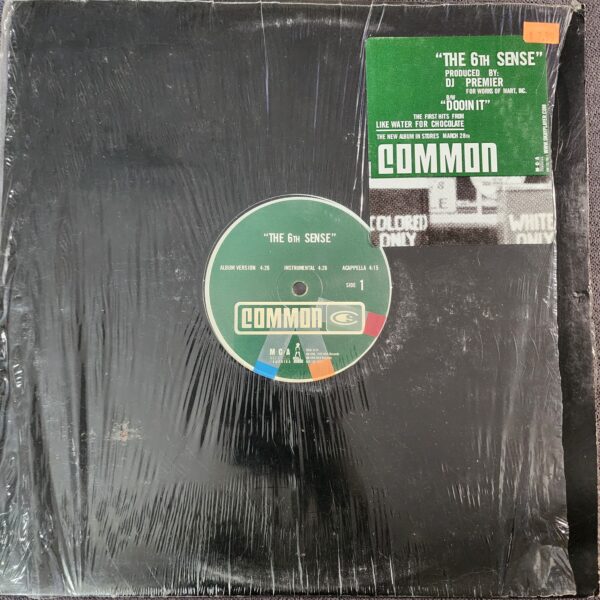 "THE 6TH SENSE"
PRODUCED BY:
DJ PREMIER
FOR WORKS OF MART, INC.
B/W
"DOOIN IT"
THE FIRST HITS FROM
LIKE WATER FOR CHOCOLATE
THE NEW ALBUM IN STORES MARCH 28TH
COMMON
MCA
COLORED
ONLY
WHITE
ONLY
"THE 6TH SENSE"
ALBUM VERSION 4:26 INSTRUMENTAL 4:26 ACAPPELLA 4:15
SIDE 1
COMMON
MCA